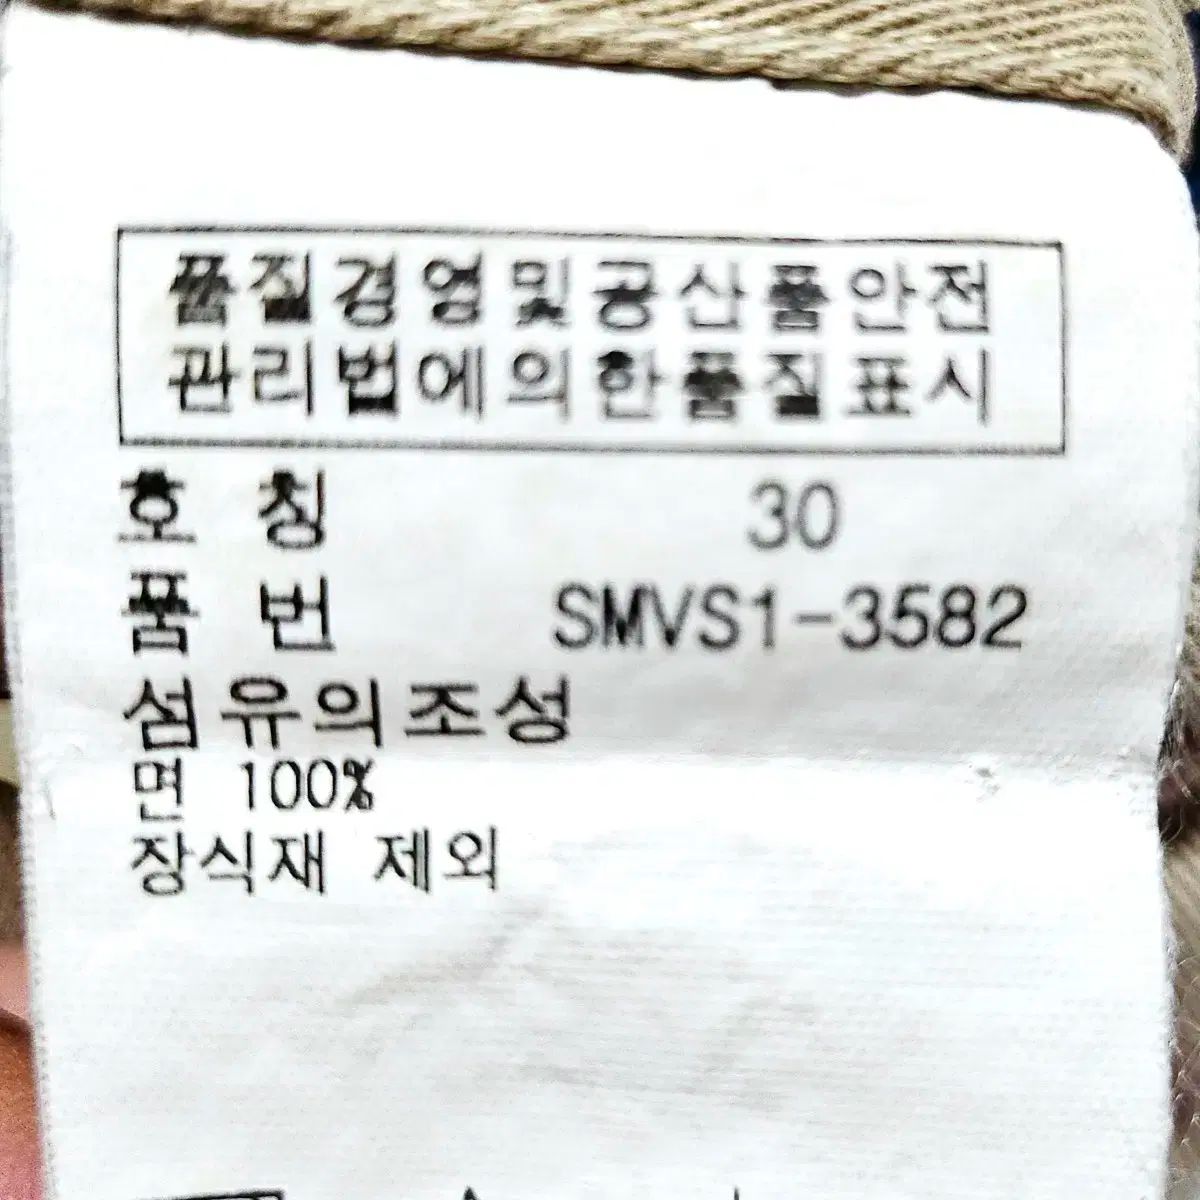 품질경영및공산품안전
관리법에의한품질표시
호 칭 30
품 번 SMVS1-3582
섬유의조성
면 100%
장식재 제외